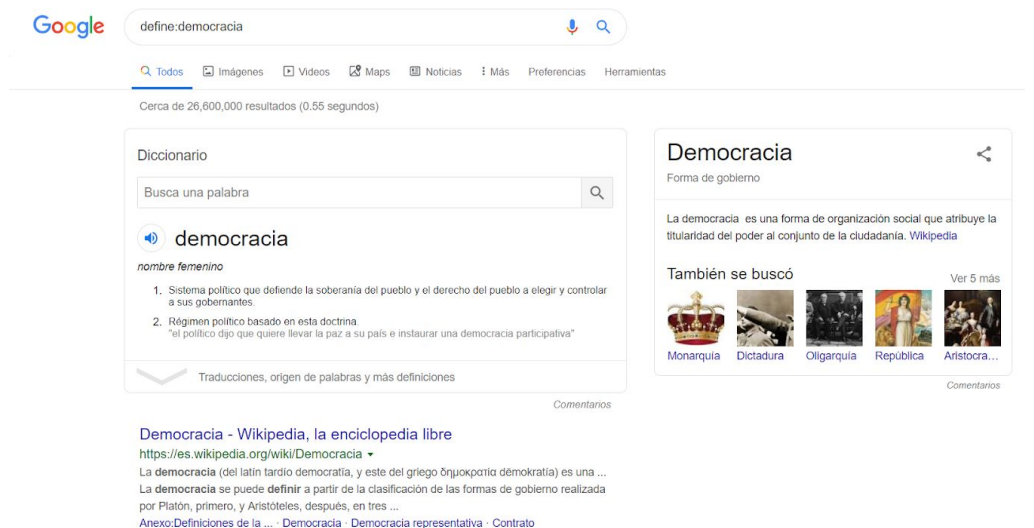 Google
define:democracia
Todos Imágenes Videos Maps Noticias Más Preferencias Herramientas
Cerca de 26,600,000 resultados (0.55 segundos)
Diccionario
Busca una palabra
democracia
nombre femenino
1. Sistema político que defiende la soberanía del pueblo y el derecho del pueblo a elegir y controlar
a sus gobernantes.
2. Régimen político basado en esta doctrina.
"el político dijo que quiere llevar la paz a su país e instaurar una democracia participativa"
Traducciones, origen de palabras y más definiciones
Comentarios
Democracia - Wikipedia, la enciclopedia libre
https://es.wikipedia.org/wiki/Democracia
La democracia (del latín tardío democratĭa, y este del griego δημοκρατία dēmokratía) es una ...
La democracia se puede definir a partir de la clasificación de las formas de gobierno realizada
por Platón, primero, y Aristóteles, después, en tres ...
Anexo:Definiciones de la ... · Democracia · Democracia representativa · Contrato
Democracia
Forma de gobierno
La democracia es una forma de organización social que atribuye la
titularidad del poder al conjunto de la ciudadanía. Wikipedia
También se buscó
Ver 5 más
Monarquía Dictadura Oligarquía República Aristocra...
Comentarios